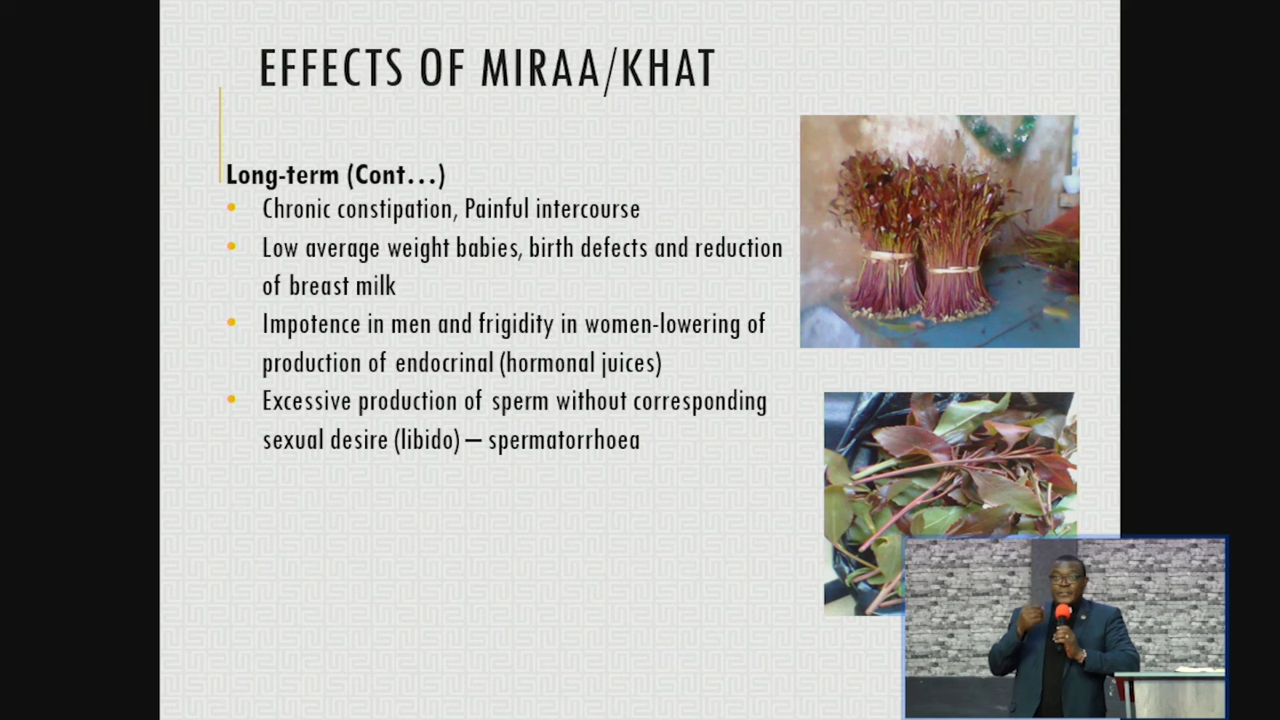 EFFECTS OF MIRAA/KHAT
Long-term (Cont...)
• Chronic constipation, Painful intercourse
• Low average weight babies, birth defects and reduction
of breast milk
• Impotence in men and frigidity in women-lowering of
production of endocrinal (hormonal juices)
• Excessive production of sperm without corresponding
sexual desire (libido) – spermatorrhoea